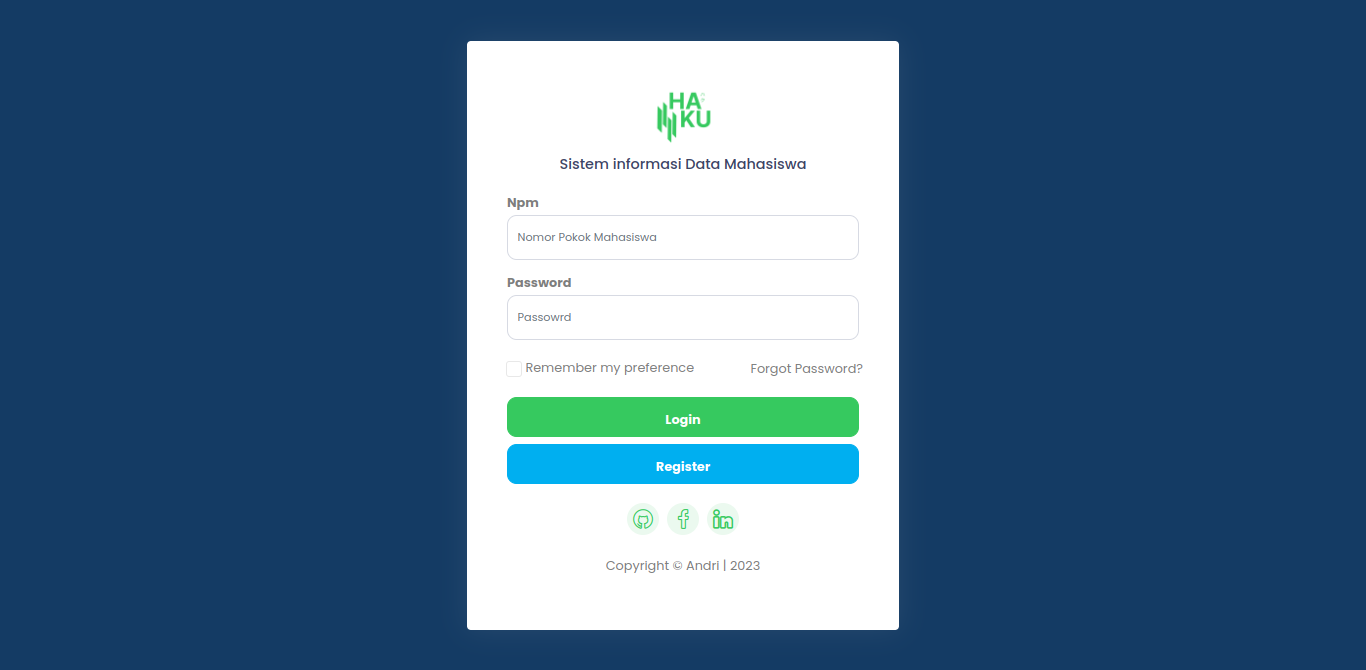 HA
KU
Sistem informasi Data Mahasiswa
Npm
Nomor Pokok Mahasiswa
Password
Passowrd
Remember my preference Forgot Password?
Login
Register
in
Copyright © Andri | 2023